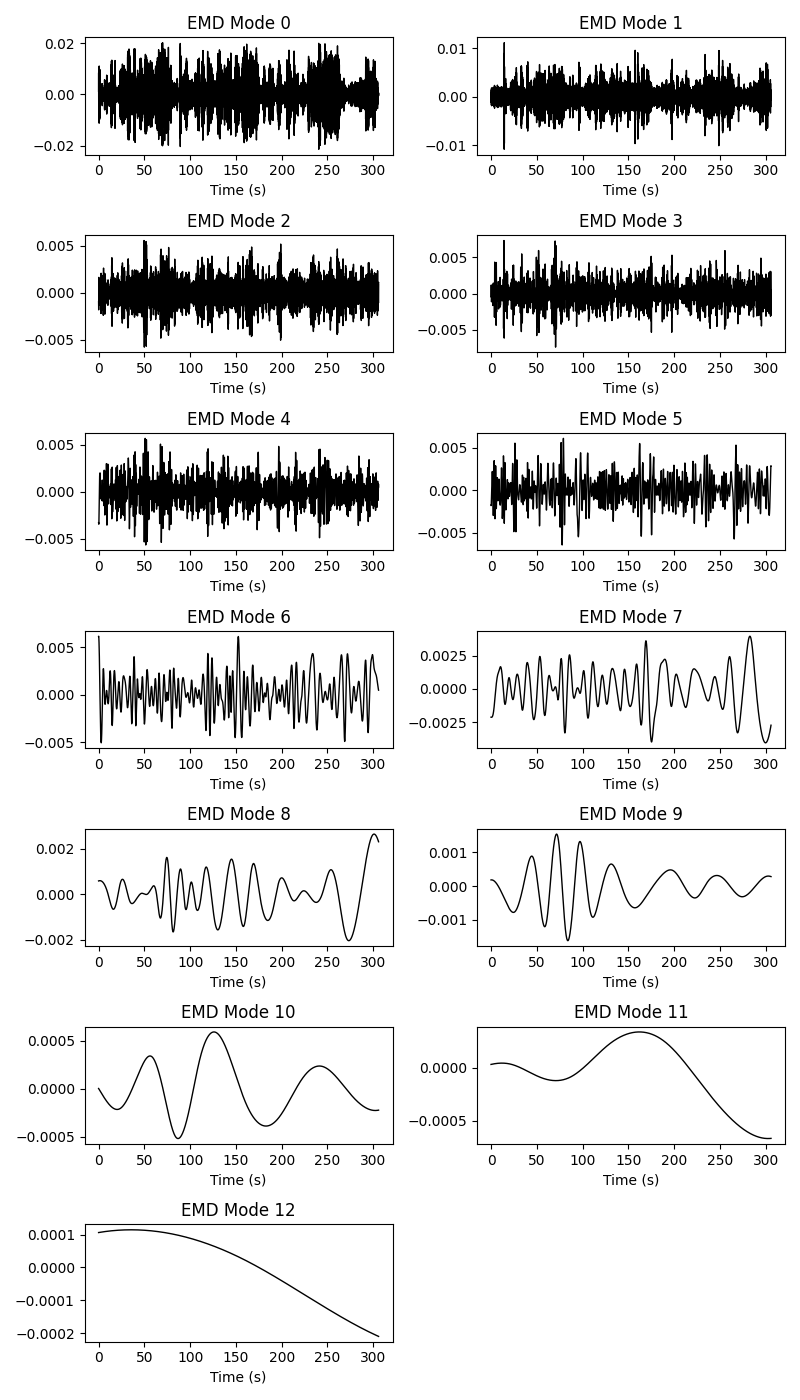 EMD Mode 0
0.02
0.00
−0.02
0 50 100 150 200 250 300
Time (s)
EMD Mode 1
0.01
0.00
−0.01
0 50 100 150 200 250 300
Time (s)
EMD Mode 2
0.005
0.000
−0.005
0 50 100 150 200 250 300
Time (s)
EMD Mode 3
0.005
0.000
−0.005
0 50 100 150 200 250 300
Time (s)
EMD Mode 4
0.005
0.000
−0.005
0 50 100 150 200 250 300
Time (s)
EMD Mode 5
0.005
0.000
−0.005
0 50 100 150 200 250 300
Time (s)
EMD Mode 6
0.005
0.000
−0.005
0 50 100 150 200 250 300
Time (s)
EMD Mode 7
0.0025
0.0000
−0.0025
0 50 100 150 200 250 300
Time (s)
EMD Mode 8
0.002
0.000
−0.002
0 50 100 150 200 250 300
Time (s)
EMD Mode 9
0.001
0.000
−0.001
0 50 100 150 200 250 300
Time (s)
EMD Mode 10
0.0005
0.0000
−0.0005
0 50 100 150 200 250 300
Time (s)
EMD Mode 11
0.0000
−0.0005
0 50 100 150 200 250 300
Time (s)
EMD Mode 12
0.0001
0.0000
−0.0001
−0.0002
0 50 100 150 200 250 300
Time (s)